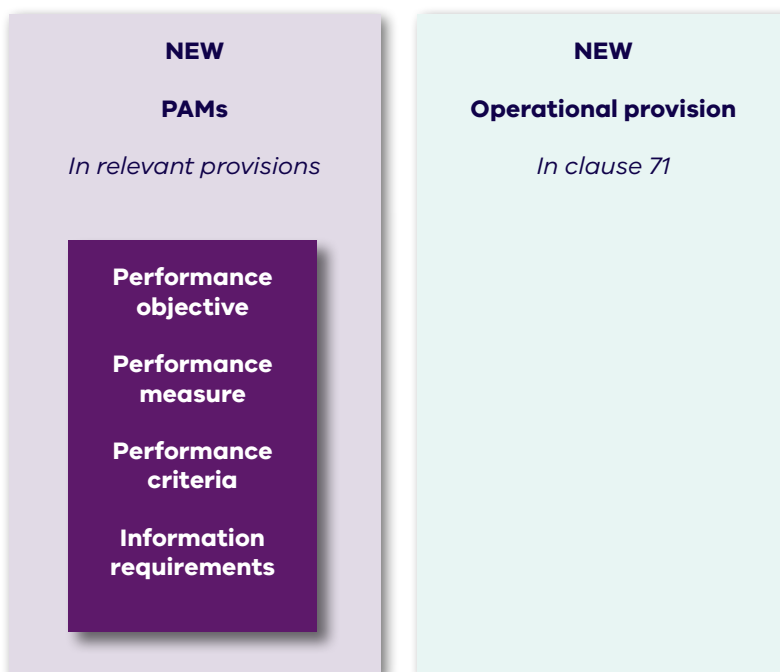 NEW
PAMs
In relevant provisions
Performance
objective
Performance
measure
Performance
criteria
Information
requirements
NEW
Operational provision
In clause 71